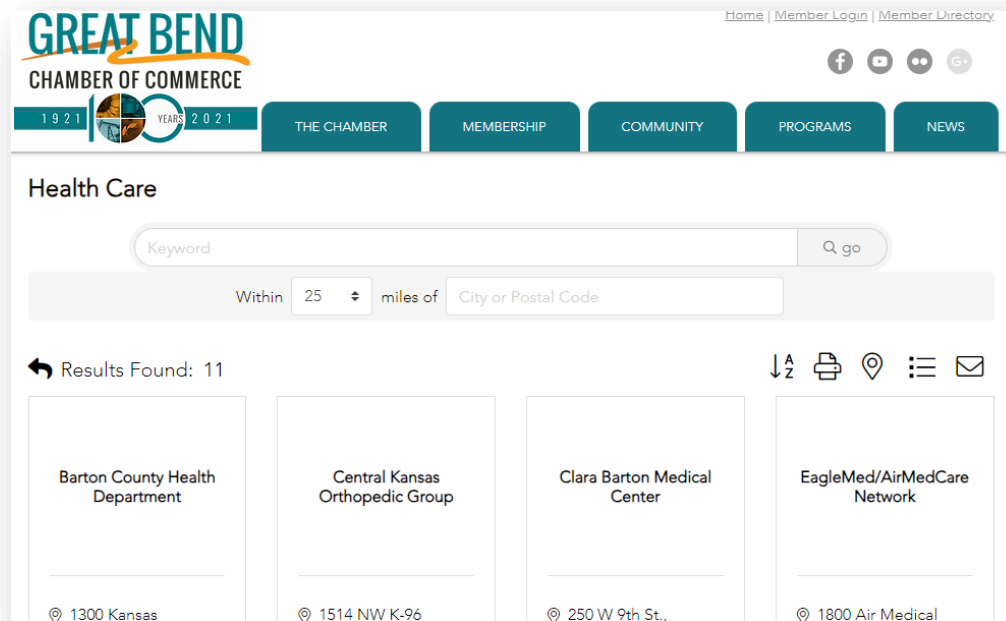 Home | Member Login | Member Directory
GREAT BEND
CHAMBER OF COMMERCE
1921 100 YEARS 2021
THE CHAMBER
MEMBERSHIP
COMMUNITY
PROGRAMS
NEWS
Health Care
Keyword
go
Within 25 miles of City or Postal Code
Results Found: 11
Barton County Health
Department
Central Kansas
Orthopedic Group
Clara Barton Medical
Center
EagleMed/AirMedCare
Network
1300 Kansas
1514 NW K-96
250 W 9th St.,
1800 Air Medical